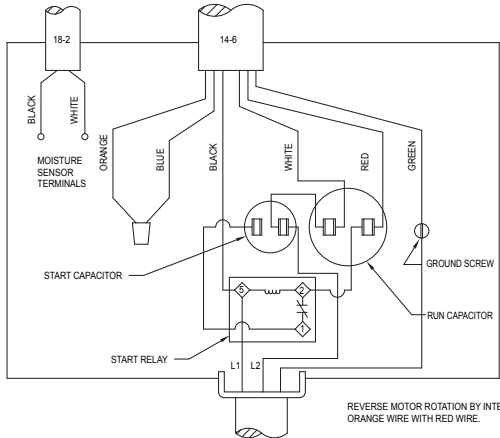 18-2
14-6
BLACK
WHITE
ORANGE
BLUE
BLACK
WHITE
RED
GREEN
MOISTURE
SENSOR
TERMINALS
START CAPACITOR
GROUND SCREW
RUN CAPACITOR
5
2
1
START RELAY
L1
L2
REVERSE MOTOR ROTATION BY INTE
ORANGE WIRE WITH RED WIRE.